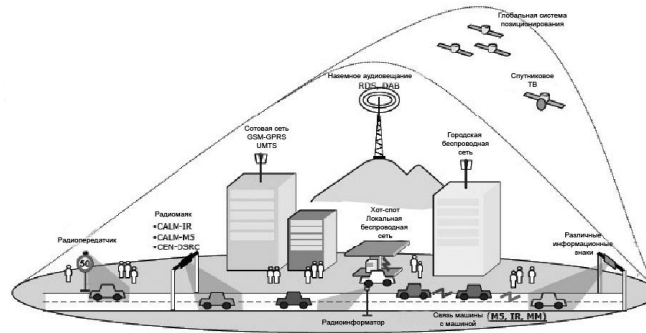 Глобальная система
позиционирования
Спутниковое
ТВ
Наземное аудиовещание
RDS, DAB
Сотовая сеть
GSM-GPRS
UMTS
Городская
беспроводная
сеть
Хот-спот
Локальная
беспроводная
сеть
Радиомаяк
•CALM-IR
•CALM-M5
•CEN-DSRC
Радиопередатчик
50
Различные
информационные
знаки
Радиоинформатор
Связь машины
с машиной (M5, IR, MM)